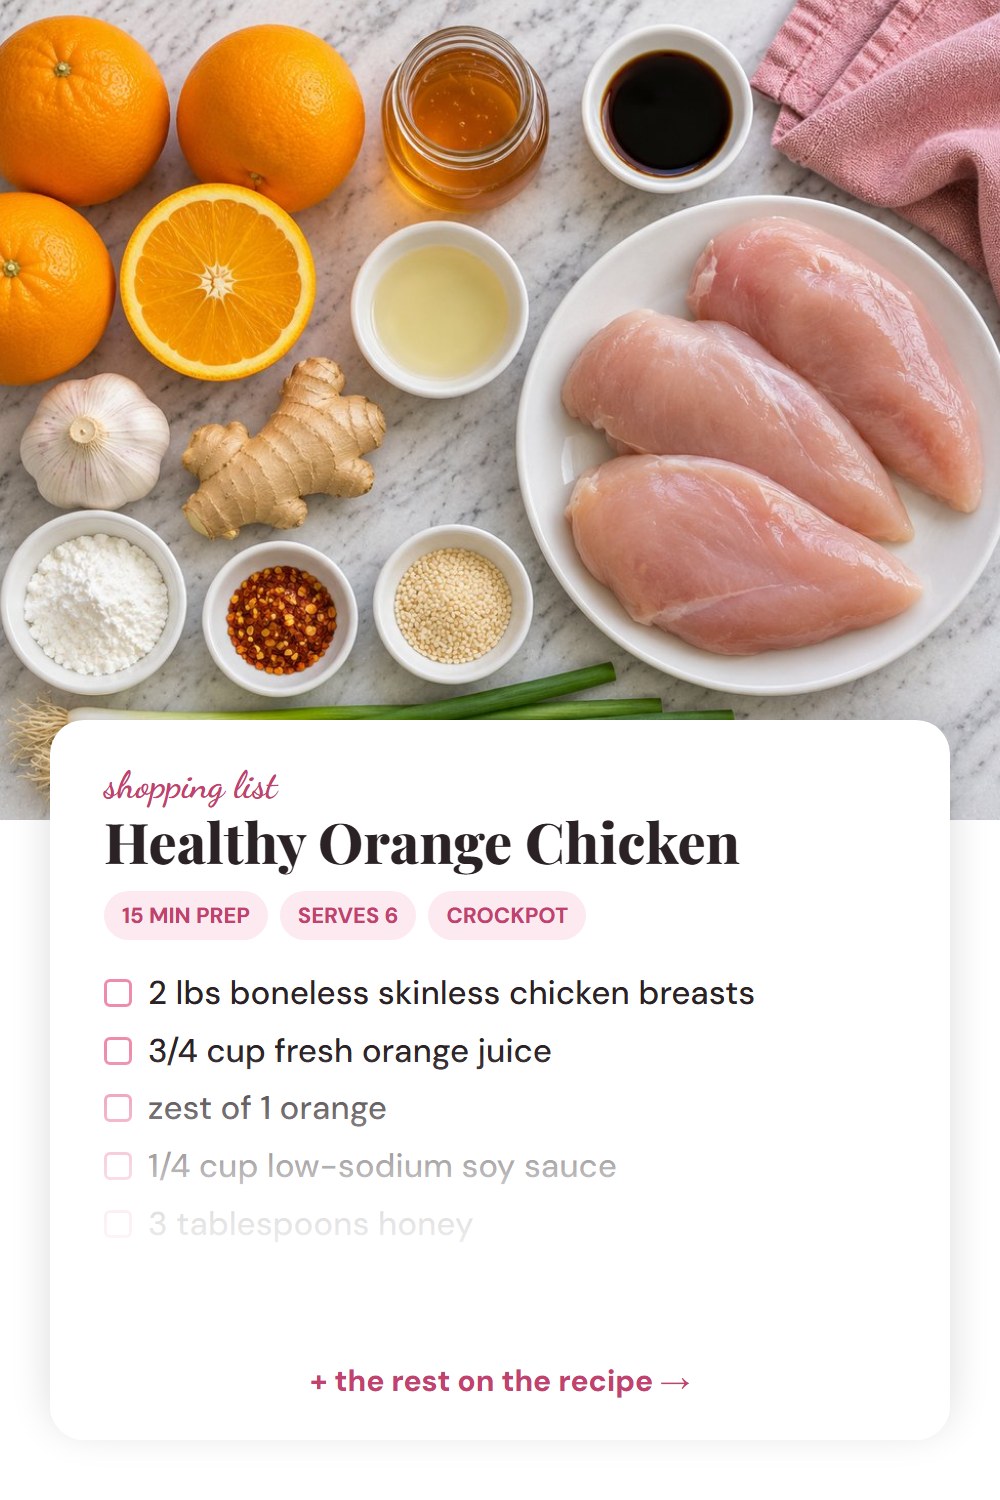 shopping list
Healthy Orange Chicken
15 MIN PREP SERVES 6 CROCKPOT
2 lbs boneless skinless chicken breasts
3/4 cup fresh orange juice
zest of 1 orange
1/4 cup low-sodium soy sauce
3 tablespoons honey
+ the rest on the recipe →